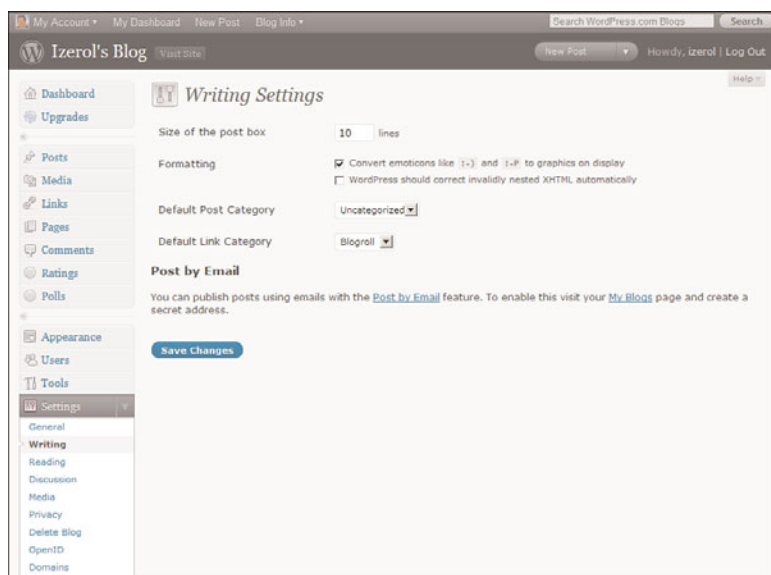 My Account ▾ My Dashboard New Post Blog Info ▾ Search WordPress.com Blogs Search
Izerol's Blog Visit Site New Post Howdy, izerol | Log Out
Help
Dashboard
Upgrades
Posts
Media
Links
Pages
Comments
Ratings
Polls
Appearance
Users
Tools
Settings
General
Writing
Reading
Discussion
Media
Privacy
Delete Blog
OpenID
Domains
Writing Settings
Size of the post box 10 lines
Formatting Convert emoticons like :-) and :-P to graphics on display
WordPress should correct invalidly nested XHTML automatically
Default Post Category Uncategorized
Default Link Category Blogroll
Post by Email
You can publish posts using emails with the Post by Email feature. To enable this visit your My Blogs page and create a
secret address.
Save Changes